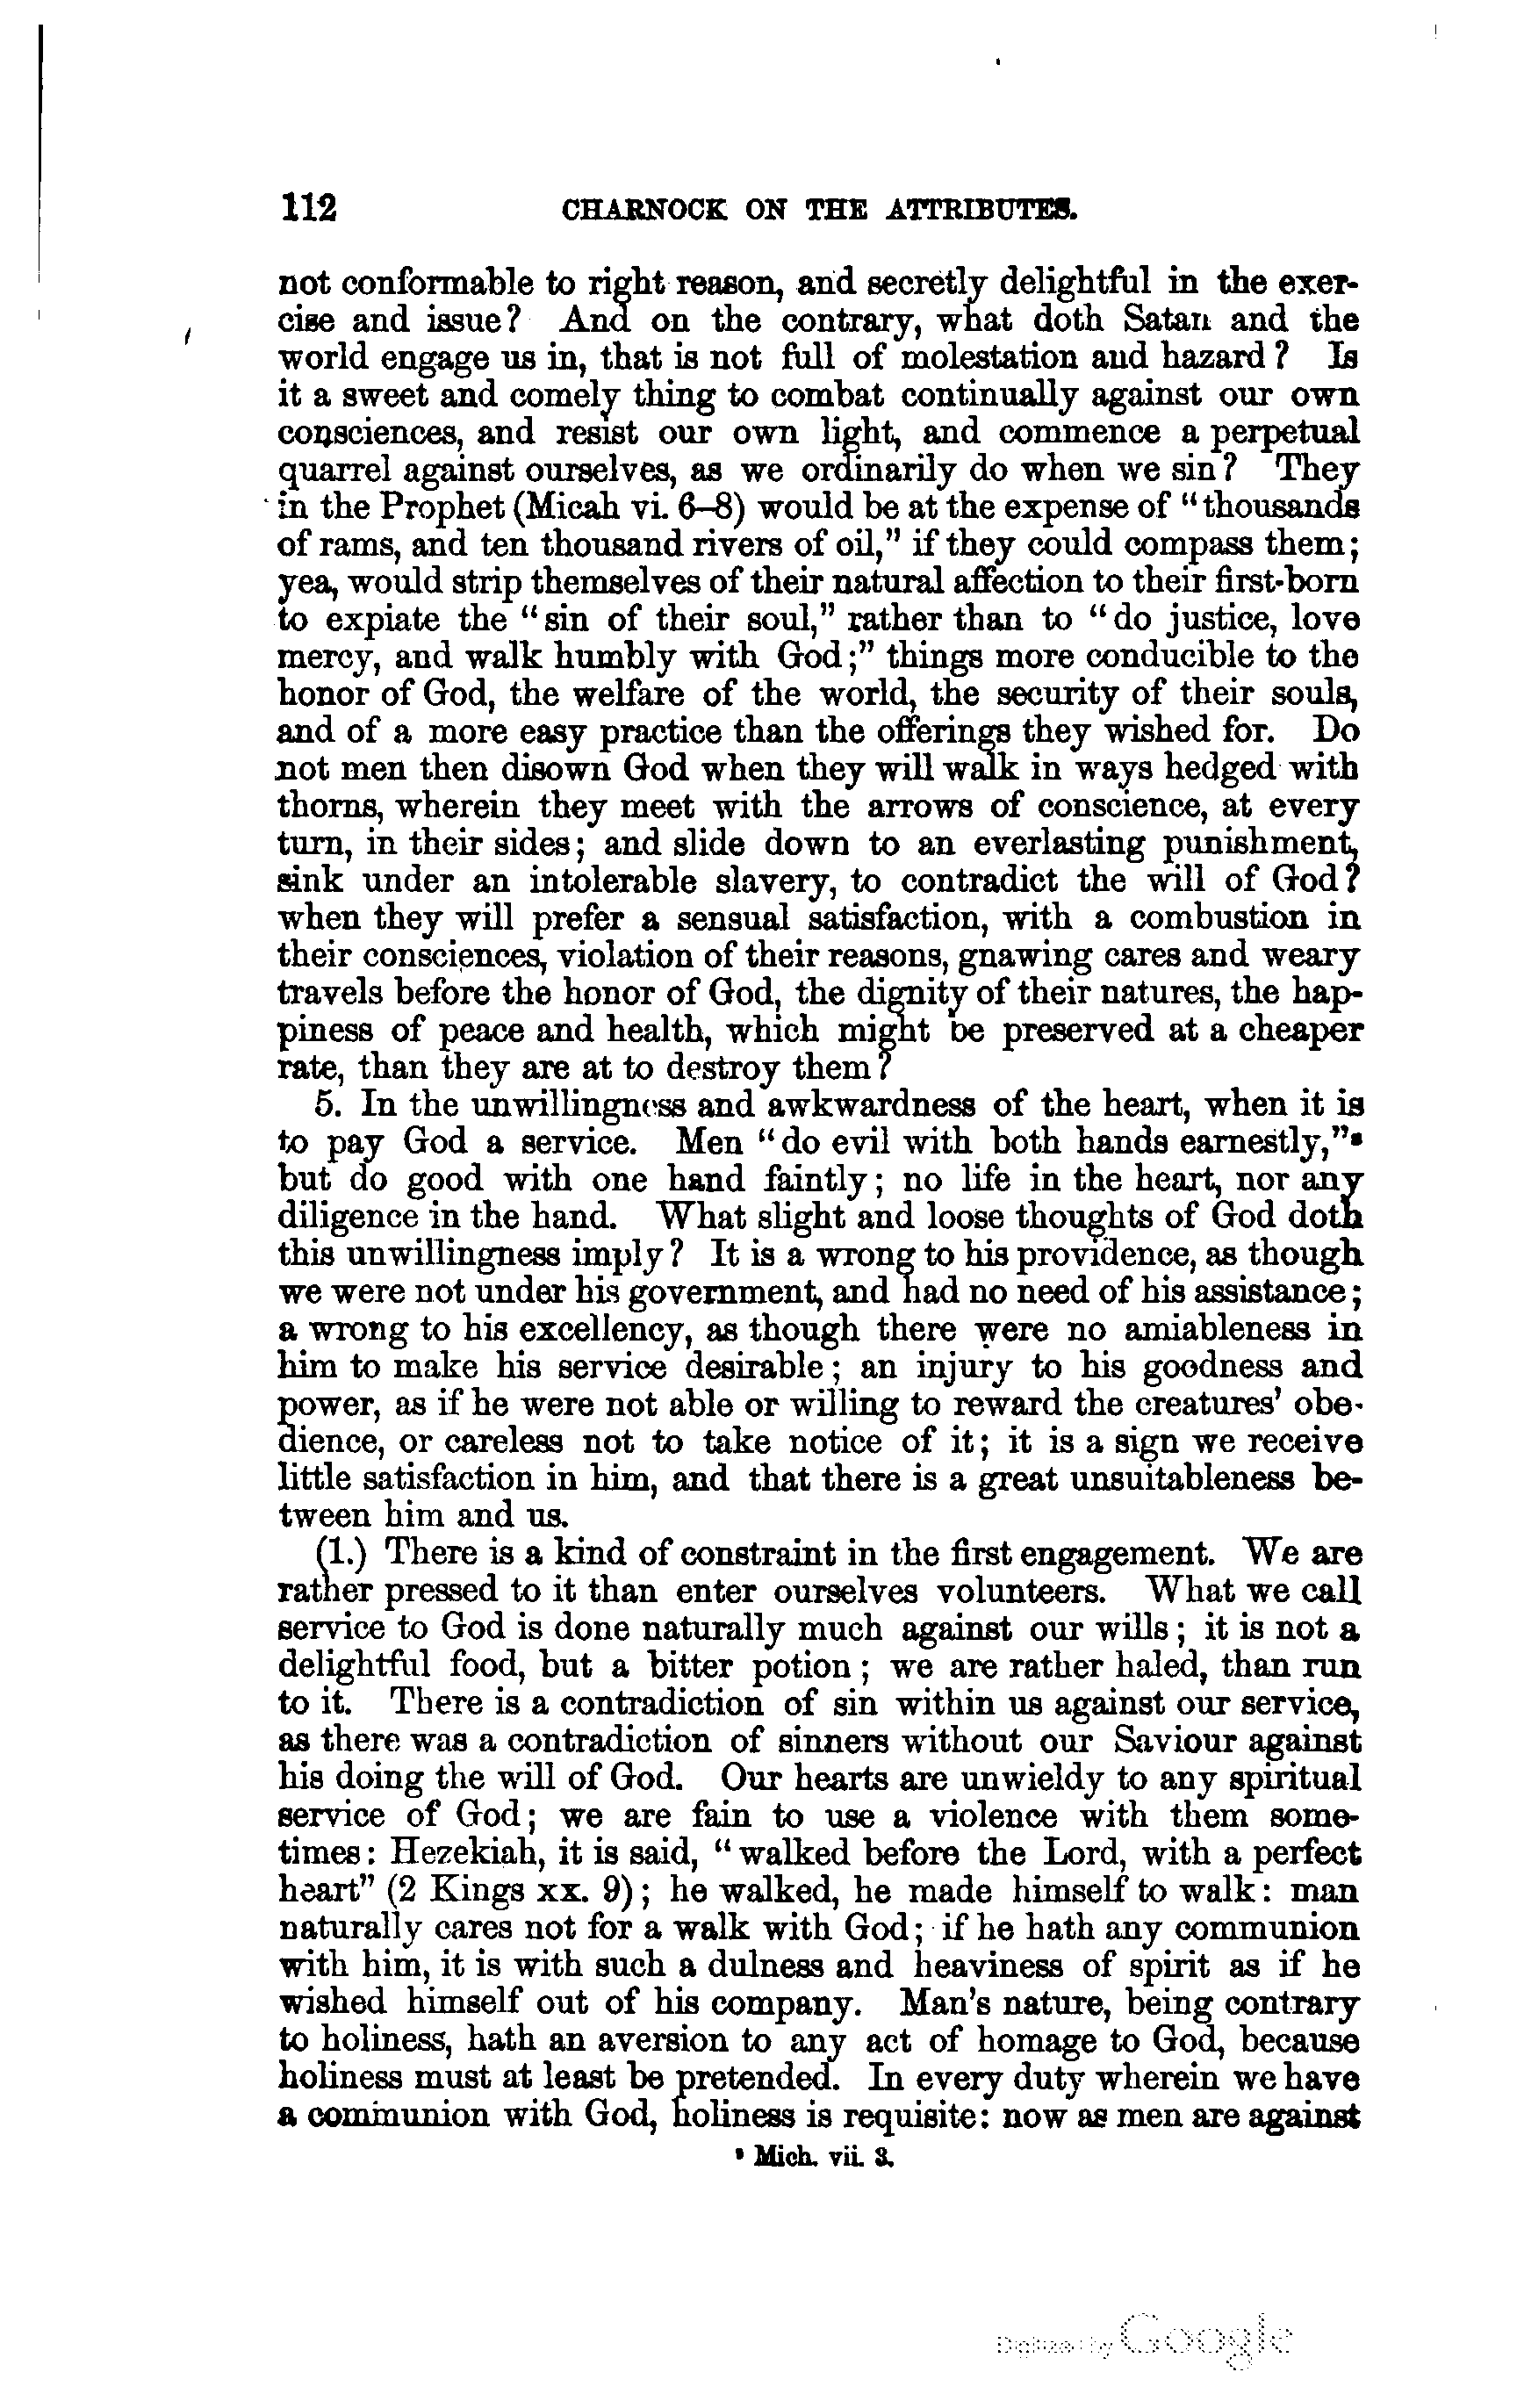 112 CHARNOCK ON THE ATTRIBUTES.
not conformable to right reason, and secretly delightful in the exer-
cise and issue? And on the contrary, what doth Satan and the
world engage us in, that is not full of molestation and hazard? Is
it a sweet and comely thing to combat continually against our own
consciences, and resist our own light, and commence a perpetual
quarrel against ourselves, as we ordinarily do when we sin? They
in the Prophet (Micah vi. 6–8) would be at the expense of "thousands
of rams, and ten thousand rivers of oil," if they could compass them;
yea, would strip themselves of their natural affection to their first-born
to expiate the "sin of their soul," rather than to "do justice, love
mercy, and walk humbly with God;" things more conducible to the
honor of God, the welfare of the world, the security of their souls,
and of a more easy practice than the offerings they wished for. Do
not men then disown God when they will walk in ways hedged with
thorns, wherein they meet with the arrows of conscience, at every
turn, in their sides; and slide down to an everlasting punishment,
sink under an intolerable slavery, to contradict the will of God?
when they will prefer a sensual satisfaction, with a combustion in
their consciences, violation of their reasons, gnawing cares and weary
travels before the honor of God, the dignity of their natures, the hap-
piness of peace and health, which might be preserved at a cheaper
rate, than they are at to destroy them?
5. In the unwillingness and awkwardness of the heart, when it is
to pay God a service. Men "do evil with both hands earnestly,"ˢ
but do good with one hand faintly; no life in the heart, nor any
diligence in the hand. What slight and loose thoughts of God doth
this unwillingness imply? It is a wrong to his providence, as though
we were not under his government, and had no need of his assistance;
a wrong to his excellency, as though there were no amiableness in
him to make his service desirable; an injury to his goodness and
power, as if he were not able or willing to reward the creatures' obe-
dience, or careless not to take notice of it; it is a sign we receive
little satisfaction in him, and that there is a great unsuitableness be-
tween him and us.
(1.) There is a kind of constraint in the first engagement. We are
rather pressed to it than enter ourselves volunteers. What we call
service to God is done naturally much against our wills; it is not a
delightful food, but a bitter potion; we are rather haled, than run
to it. There is a contradiction of sin within us against our service,
as there was a contradiction of sinners without our Saviour against
his doing the will of God. Our hearts are unwieldy to any spiritual
service of God; we are fain to use a violence with them some-
times: Hezekiah, it is said, "walked before the Lord, with a perfect
heart" (2 Kings xx. 9); he walked, he made himself to walk: man
naturally cares not for a walk with God; if he hath any communion
with him, it is with such a dulness and heaviness of spirit as if he
wished himself out of his company. Man's nature, being contrary
to holiness, hath an aversion to any act of homage to God, because
holiness must at least be pretended. In every duty wherein we have
a communion with God, holiness is requisite: now as men are against
ˢ Mich. vii. 3.
Digitized by Google